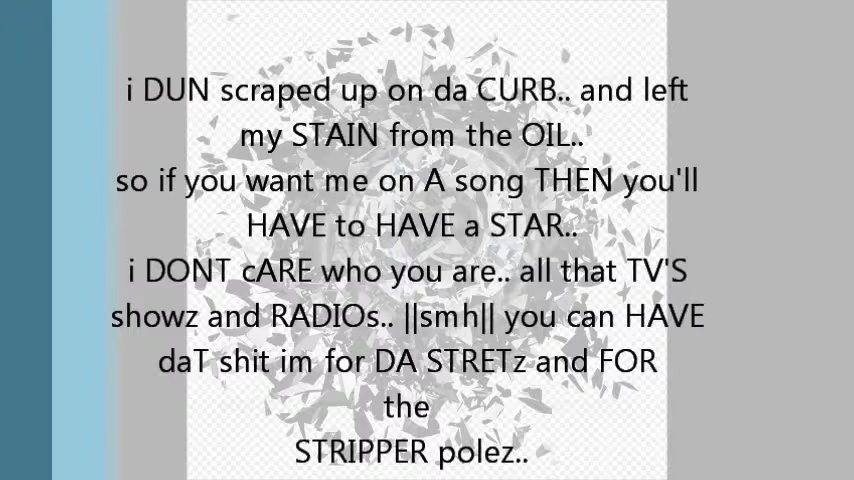 i DUN scraped up on da CURB.. and left
my STAIN from the OIL..
so if you want me on A song THEN you'll
HAVE to HAVE a STAR..
i DONT cARE who you are.. all that TV'S
showz and RADIOs.. ||smh|| you can HAVE
daT shit im for DA STRETz and FOR
the
STRIPPER polez..